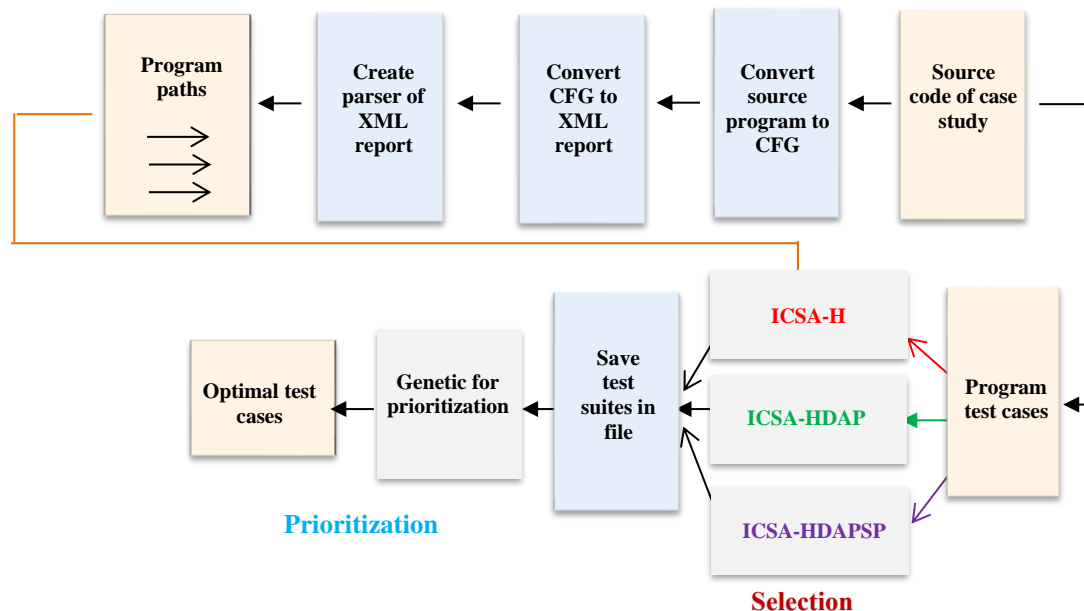 Program
paths
Create
parser of
XML
report
Convert
CFG to
XML
report
Convert
source
program to
CFG
Source
code of case
study
ICSA-H
ICSA-HDAP
ICSA-HDAPSP
Program
test cases
Save
test
suites in
file
Genetic for
prioritization
Optimal test
cases
Prioritization
Selection